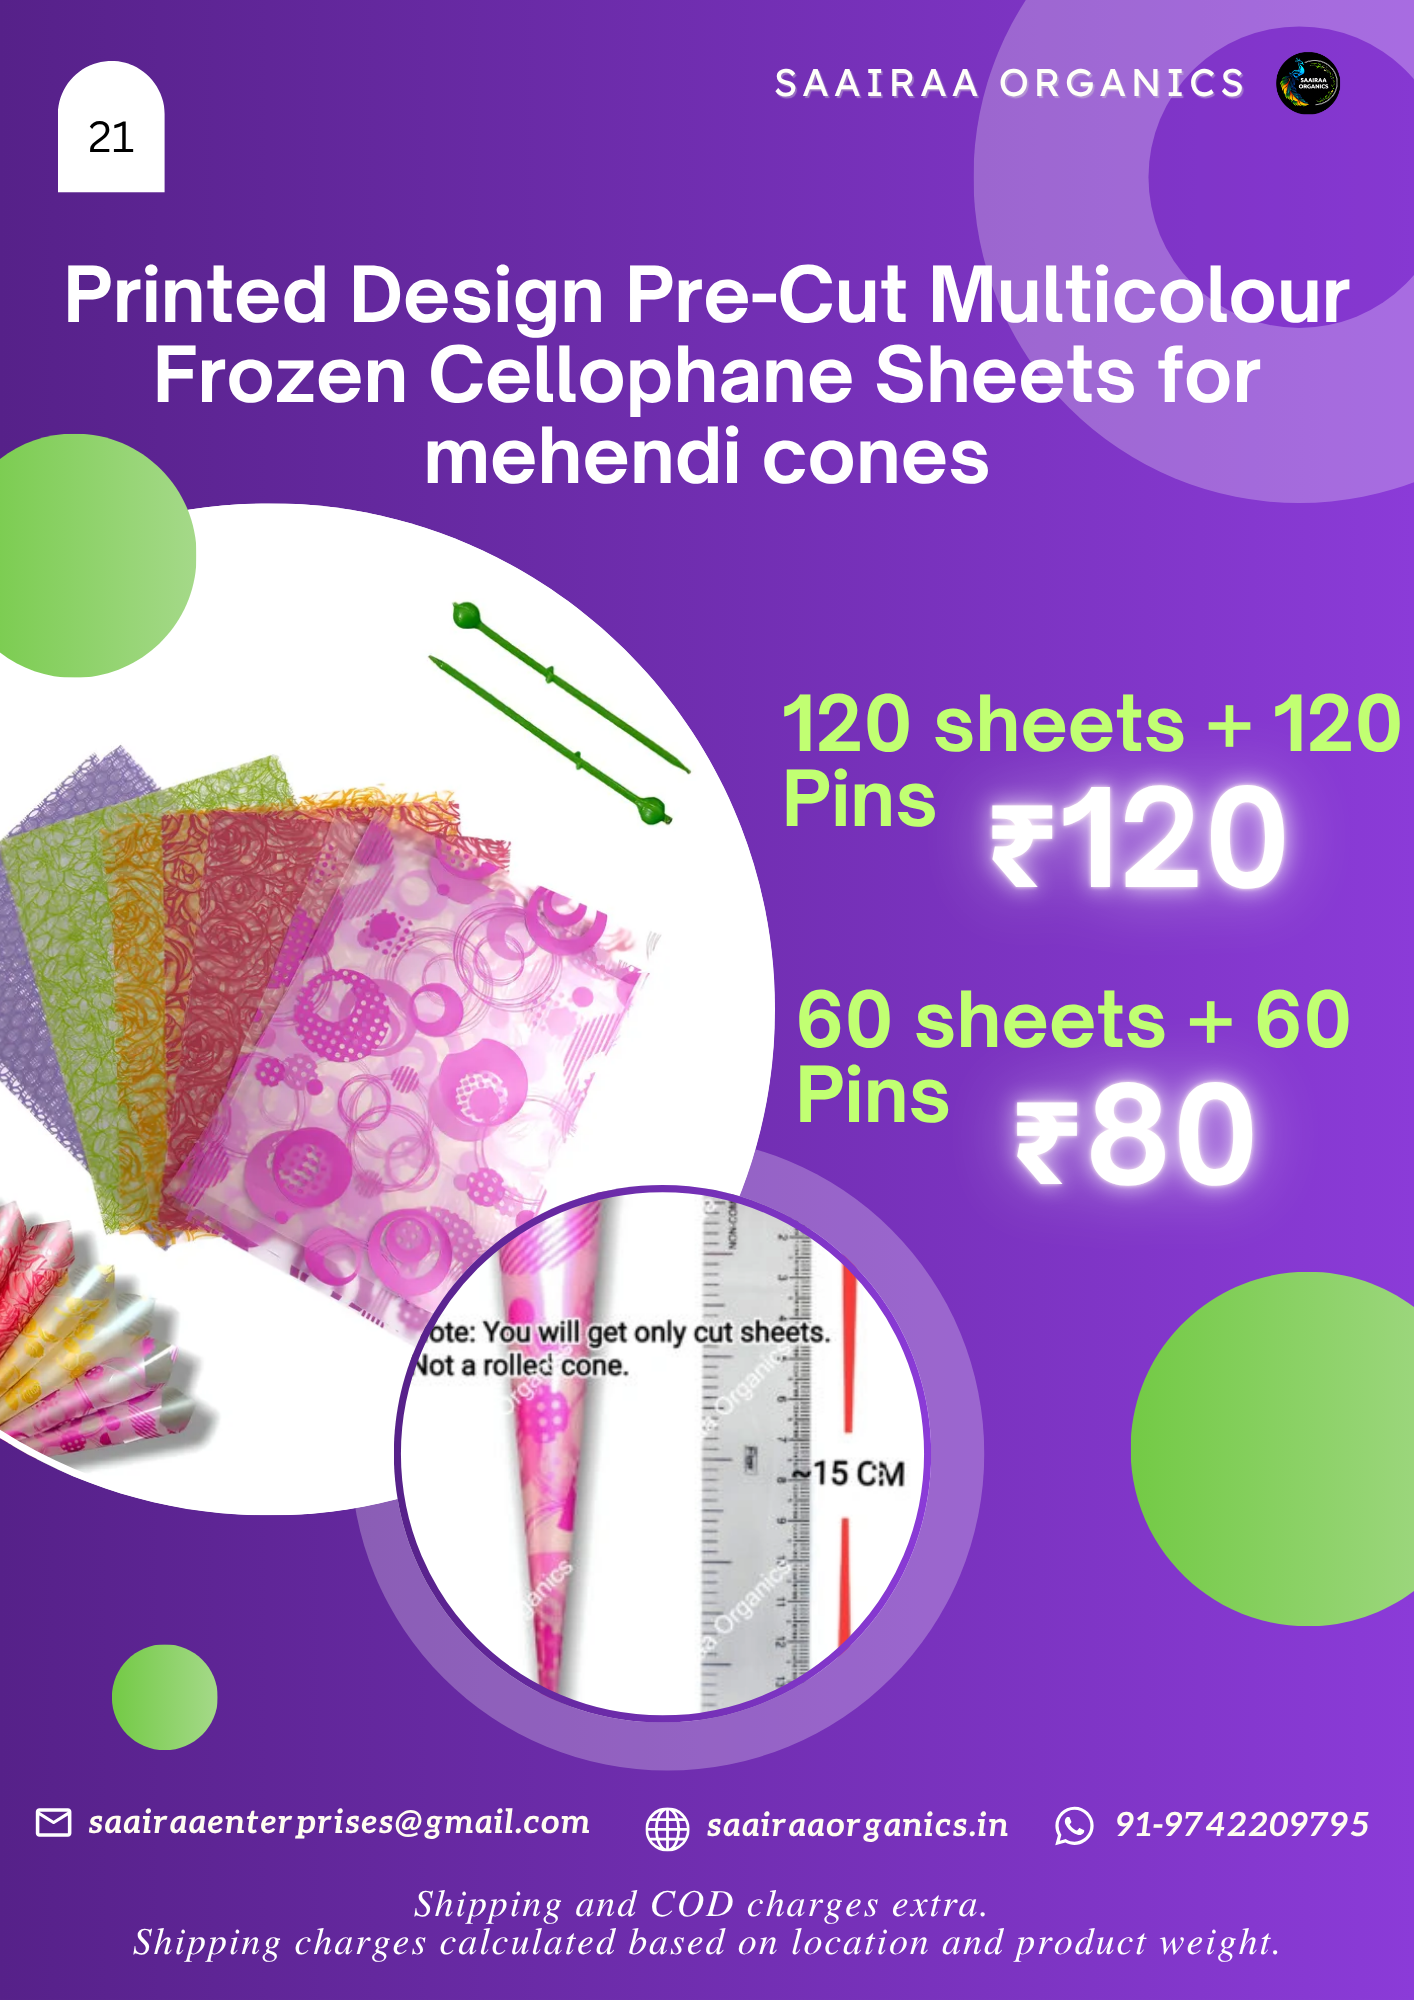 21
SAAIRAA ORGANICS
SAAIRAA
ORGANICS
Printed Design Pre-Cut Multicolour
Frozen Cellophane Sheets for
mehendi cones
120 sheets + 120
Pins
₹120
60 sheets + 60
Pins
₹80
ote: You will get only cut sheets.
Not a rolled cone.
~15 CM
saairaaenterprises@gmail.com
saairaaorganics.in
91-9742209795
Shipping and COD charges extra.
Shipping charges calculated based on location and product weight.